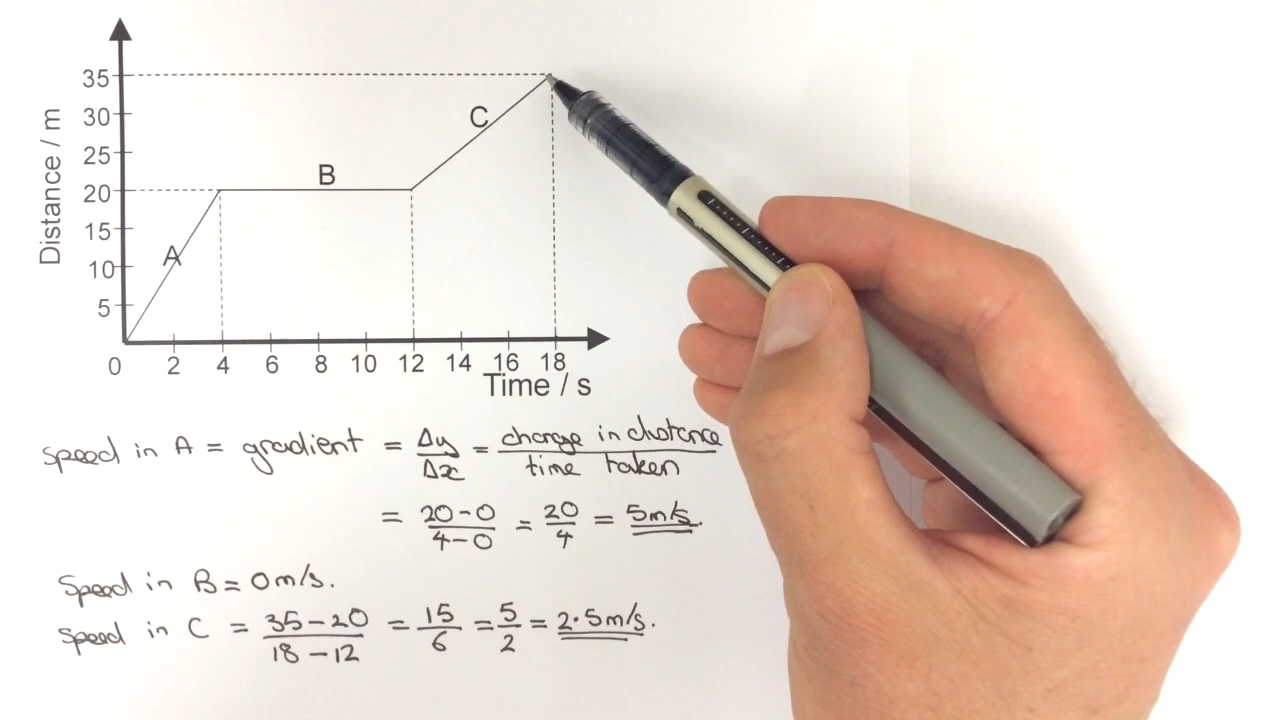 35
30
25
20
15
10
5
0
2
4
6
8
10
12
14
16
18
Distance / m
Time / s
A
B
C
Speed in A = gradient = Δy/Δx = change in distance/time taken
= 20-0/4-0 = 20/4 = 5m/s.
Speed in B = 0m/s.
Speed in C = 35-20/18-12 = 15/6 = 5/2 = 2·5m/s.